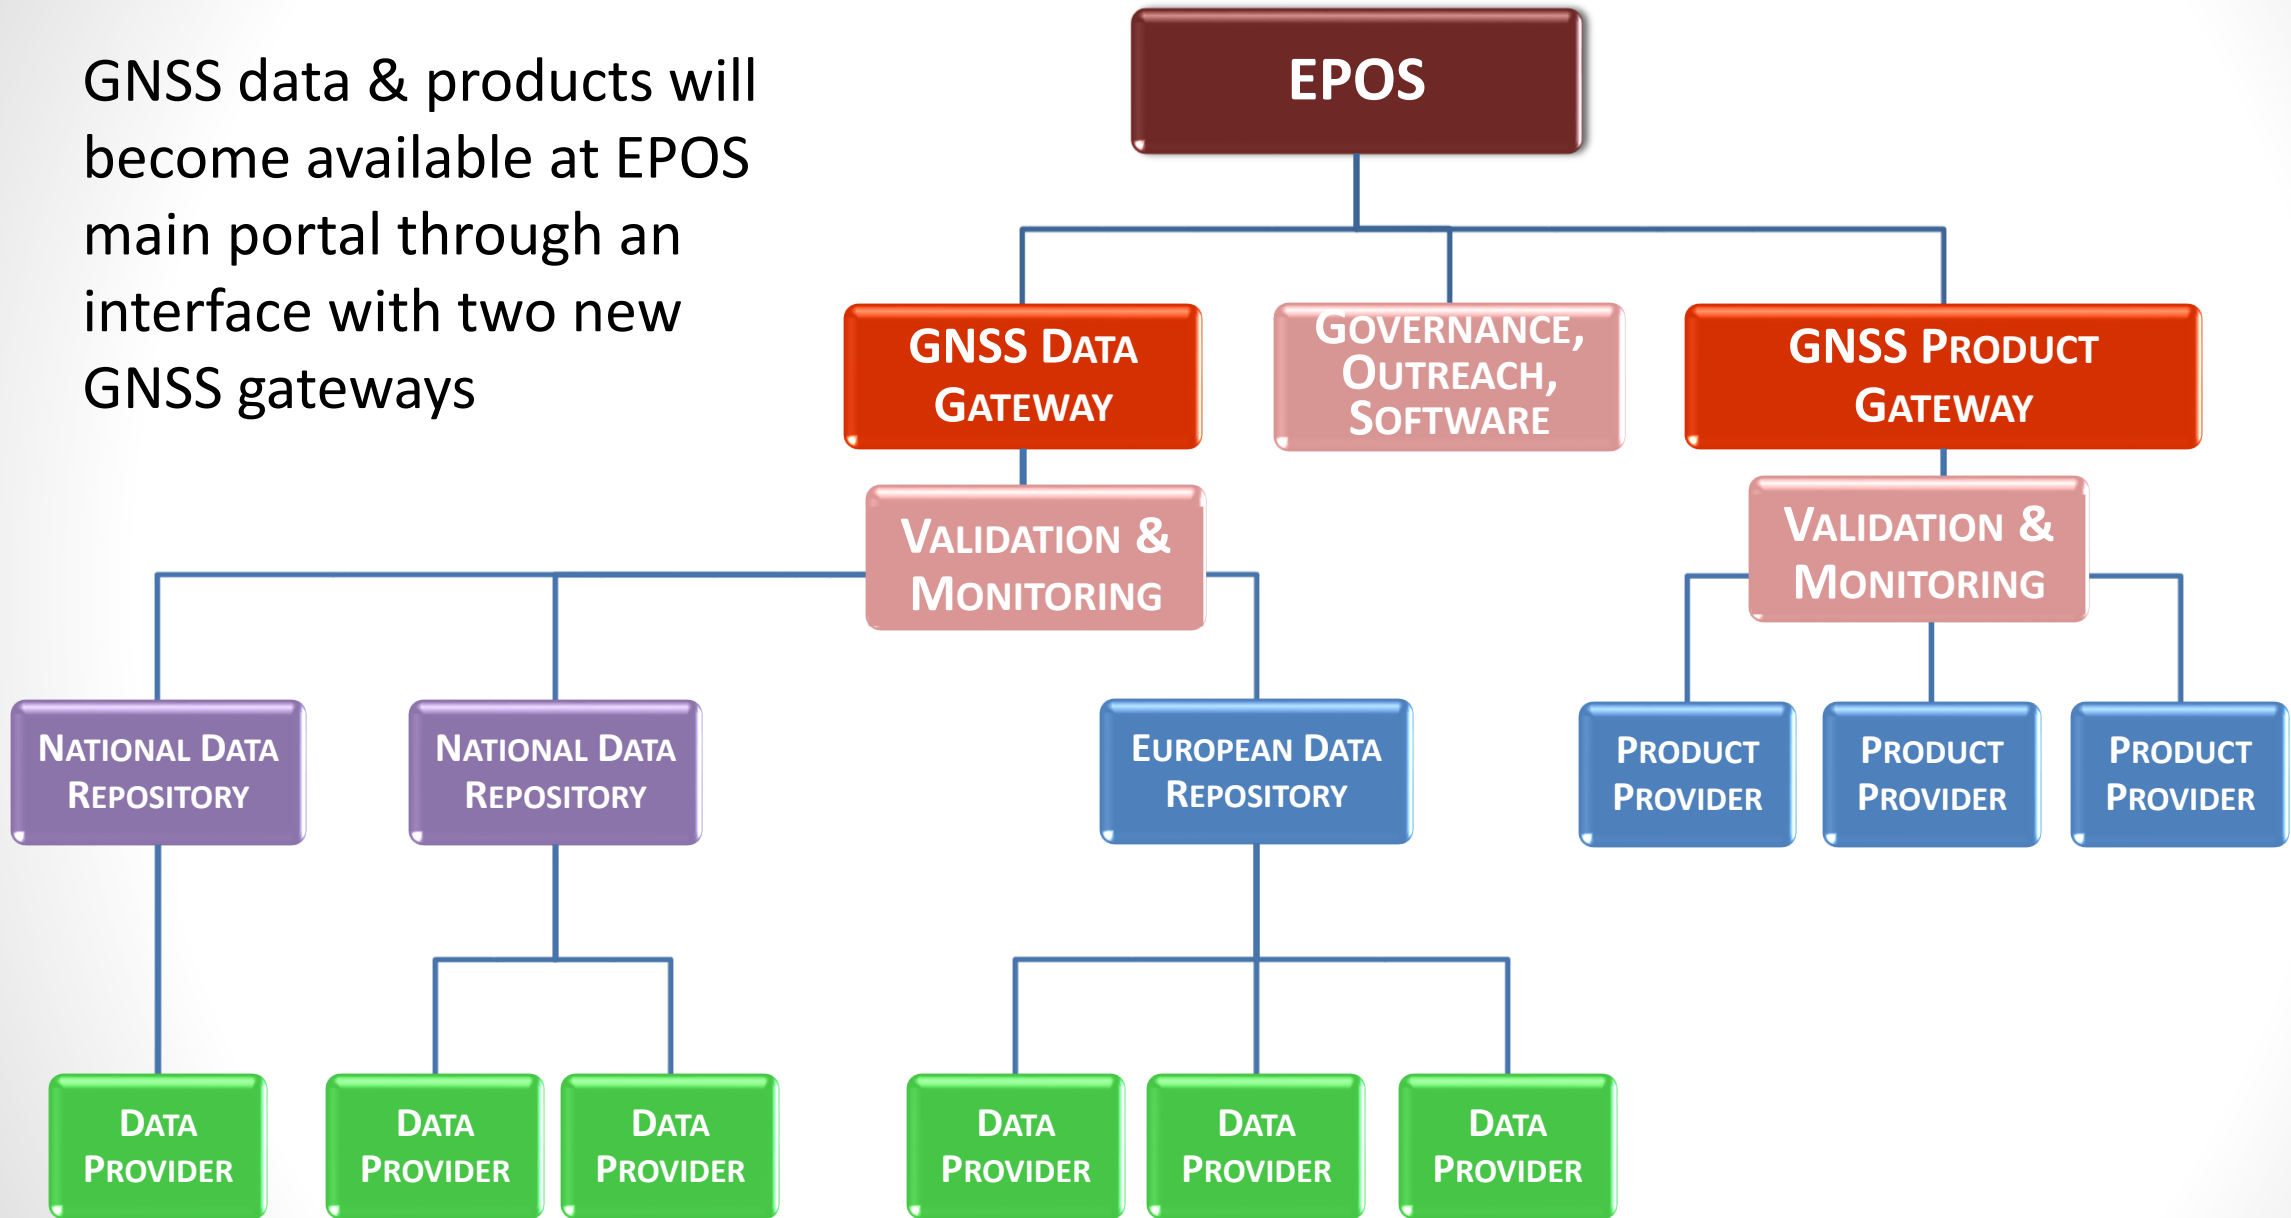 GNSS data & products will
become available at EPOS
main portal through an
interface with two new
GNSS gateways
EPOS
GNSS DATA
GATEWAY
GOVERNANCE,
OUTREACH,
SOFTWARE
GNSS PRODUCT
GATEWAY
VALIDATION &
MONITORING
VALIDATION &
MONITORING
NATIONAL DATA
REPOSITORY
NATIONAL DATA
REPOSITORY
EUROPEAN DATA
REPOSITORY
PRODUCT
PROVIDER
PRODUCT
PROVIDER
PRODUCT
PROVIDER
DATA
PROVIDER
DATA
PROVIDER
DATA
PROVIDER
DATA
PROVIDER
DATA
PROVIDER
DATA
PROVIDER